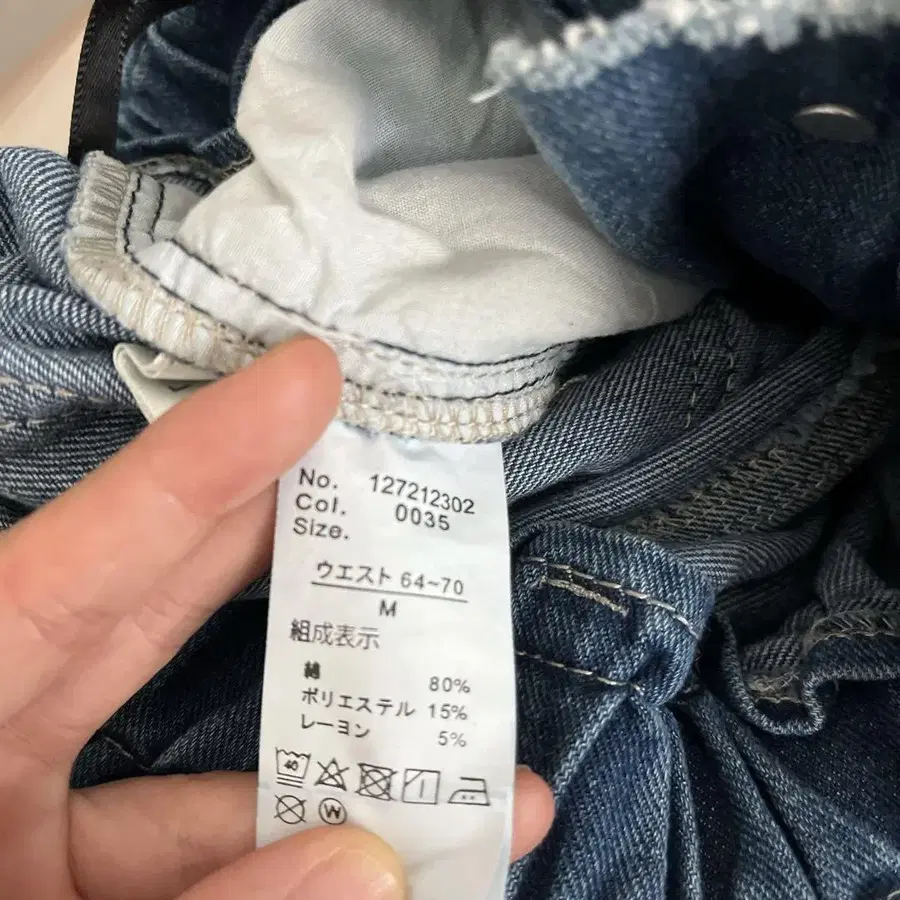 No. 127212302
Col. 0035
Size.
ウエスト 64~70
M
組成表示
綿 80%
ポリエステル 15%
レーヨン 5%
40
W